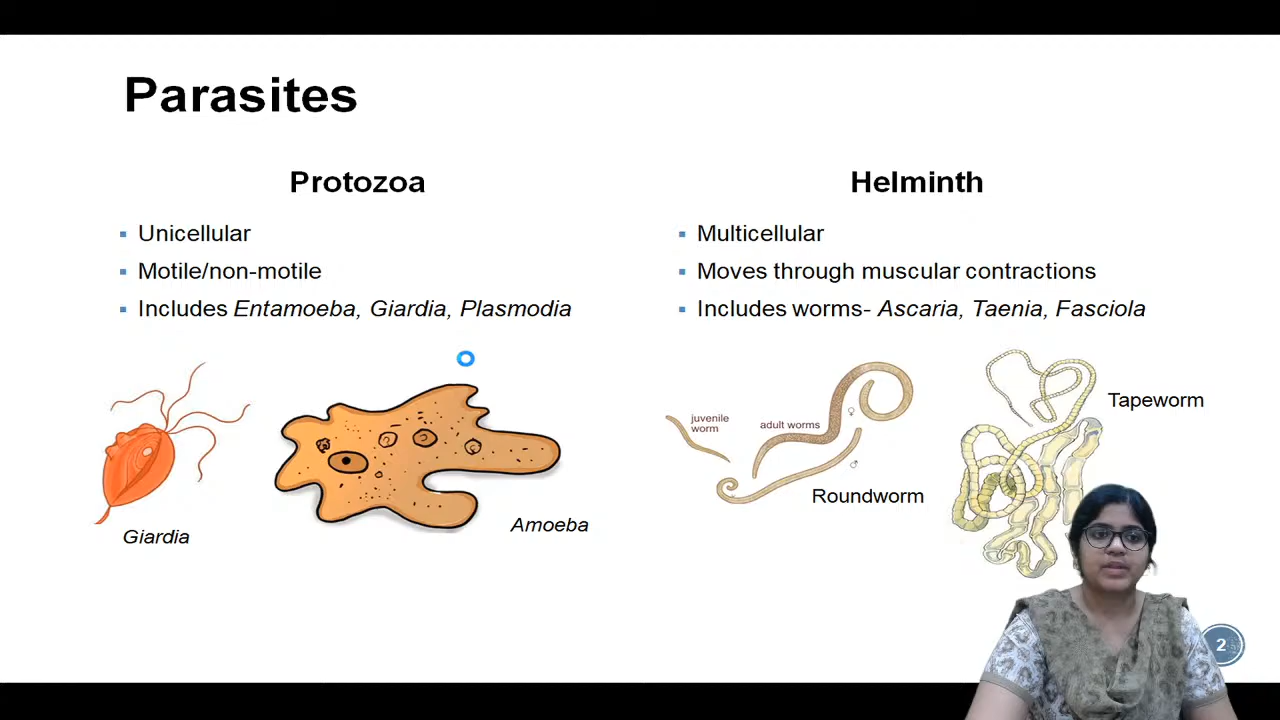 Parasites
Protozoa
Unicellular
Motile/non-motile
Includes Entamoeba, Giardia, Plasmodia
Giardia
Amoeba
Helminth
Multicellular
Moves through muscular contractions
Includes worms- Ascaria, Taenia, Fasciola
juvenile
worm
adult worms
♀
♂
Roundworm
Tapeworm
2